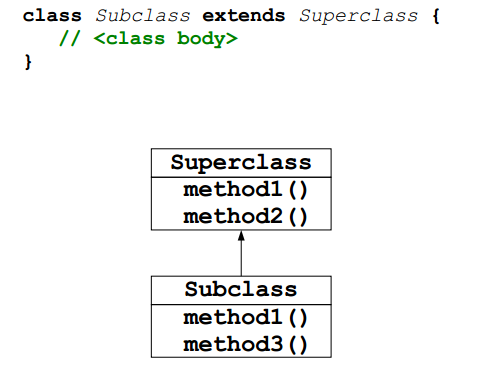 class Subclass extends Superclass {
// <class body>
}
Superclass
method1()
method2()
Subclass
method1()
method3()